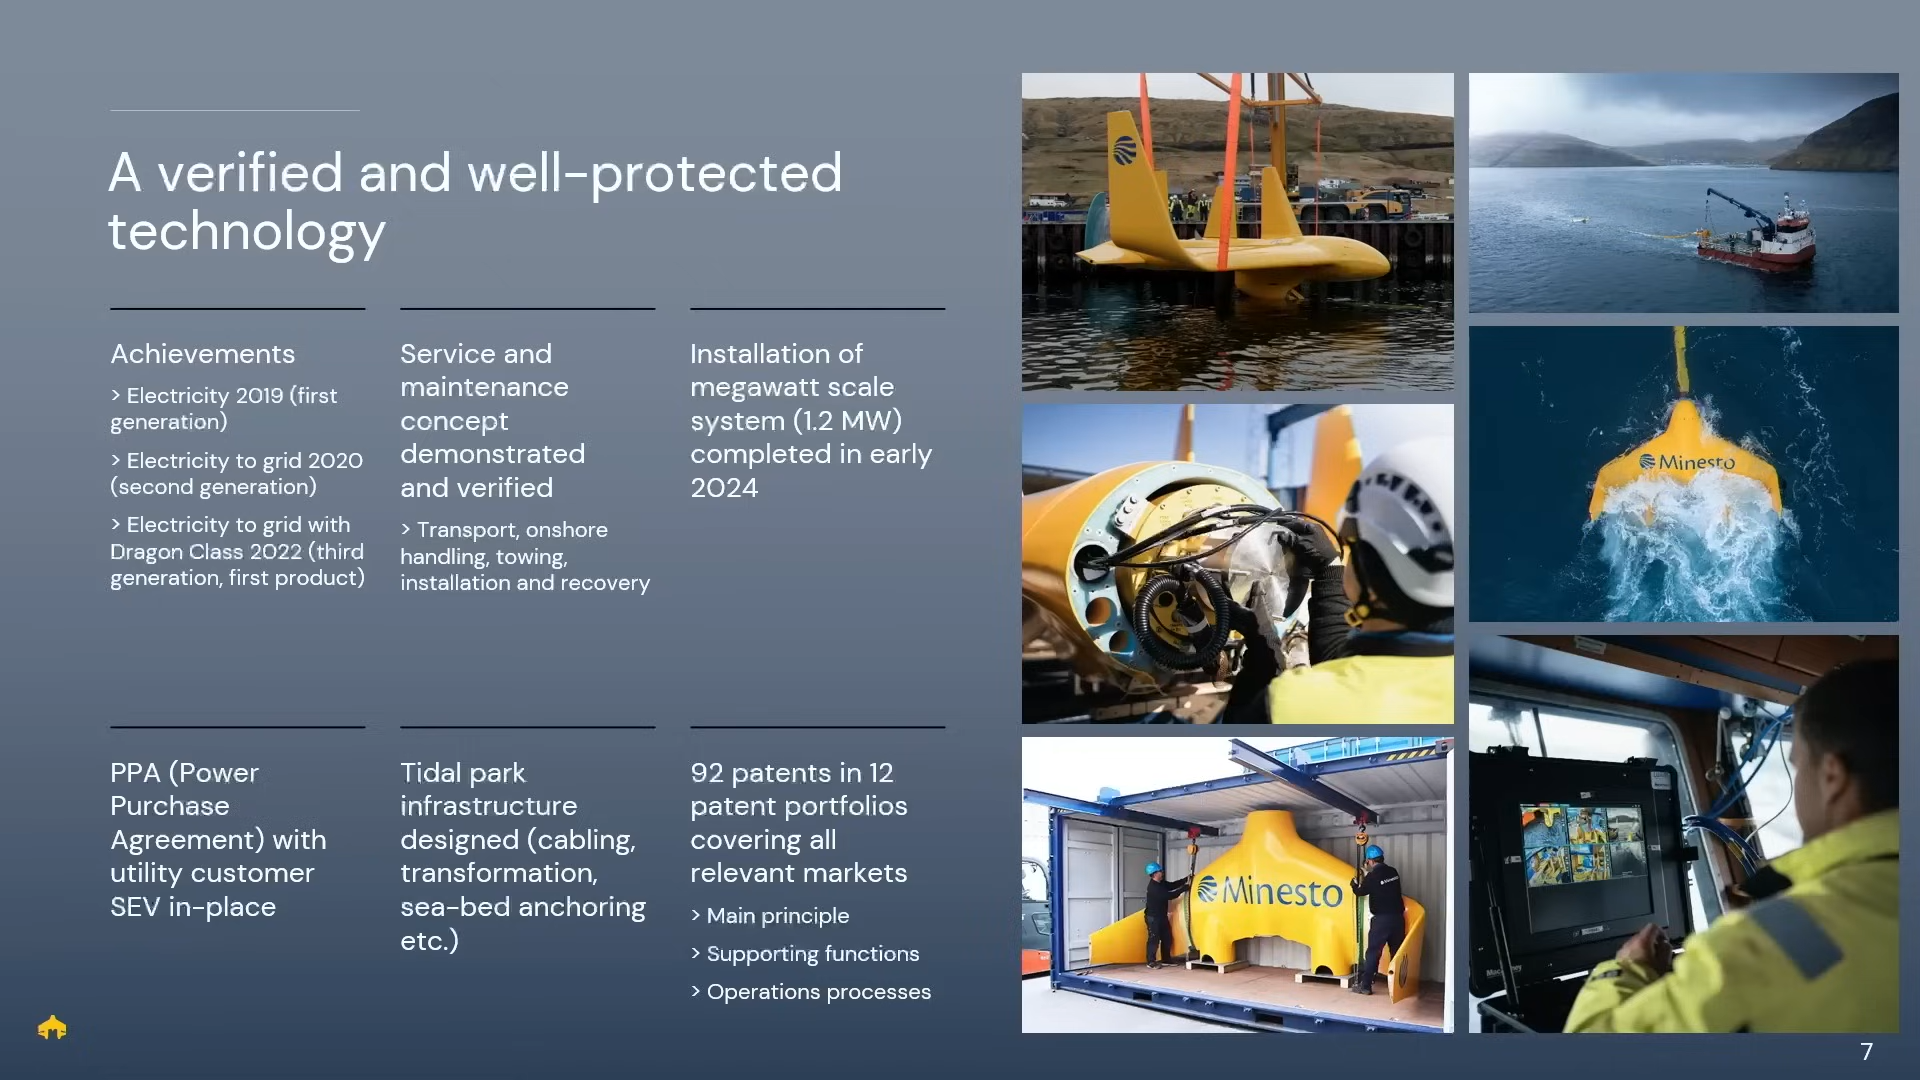 A verified and well-protected
technology
Achievements
> Electricity 2019 (first
generation)
> Electricity to grid 2020
(second generation)
> Electricity to grid with
Dragon Class 2022 (third
generation, first product)
Service and
maintenance
concept
demonstrated
and verified
> Transport, onshore
handling, towing,
installation and recovery
Installation of
megawatt scale
system (1.2 MW)
completed in early
2024
PPA (Power
Purchase
Agreement) with
utility customer
SEV in-place
Tidal park
infrastructure
designed (cabling,
transformation,
sea-bed anchoring
etc.)
92 patents in 12
patent portfolios
covering all
relevant markets
> Main principle
> Supporting functions
> Operations processes
Minesto
Minesto
Minesto
7